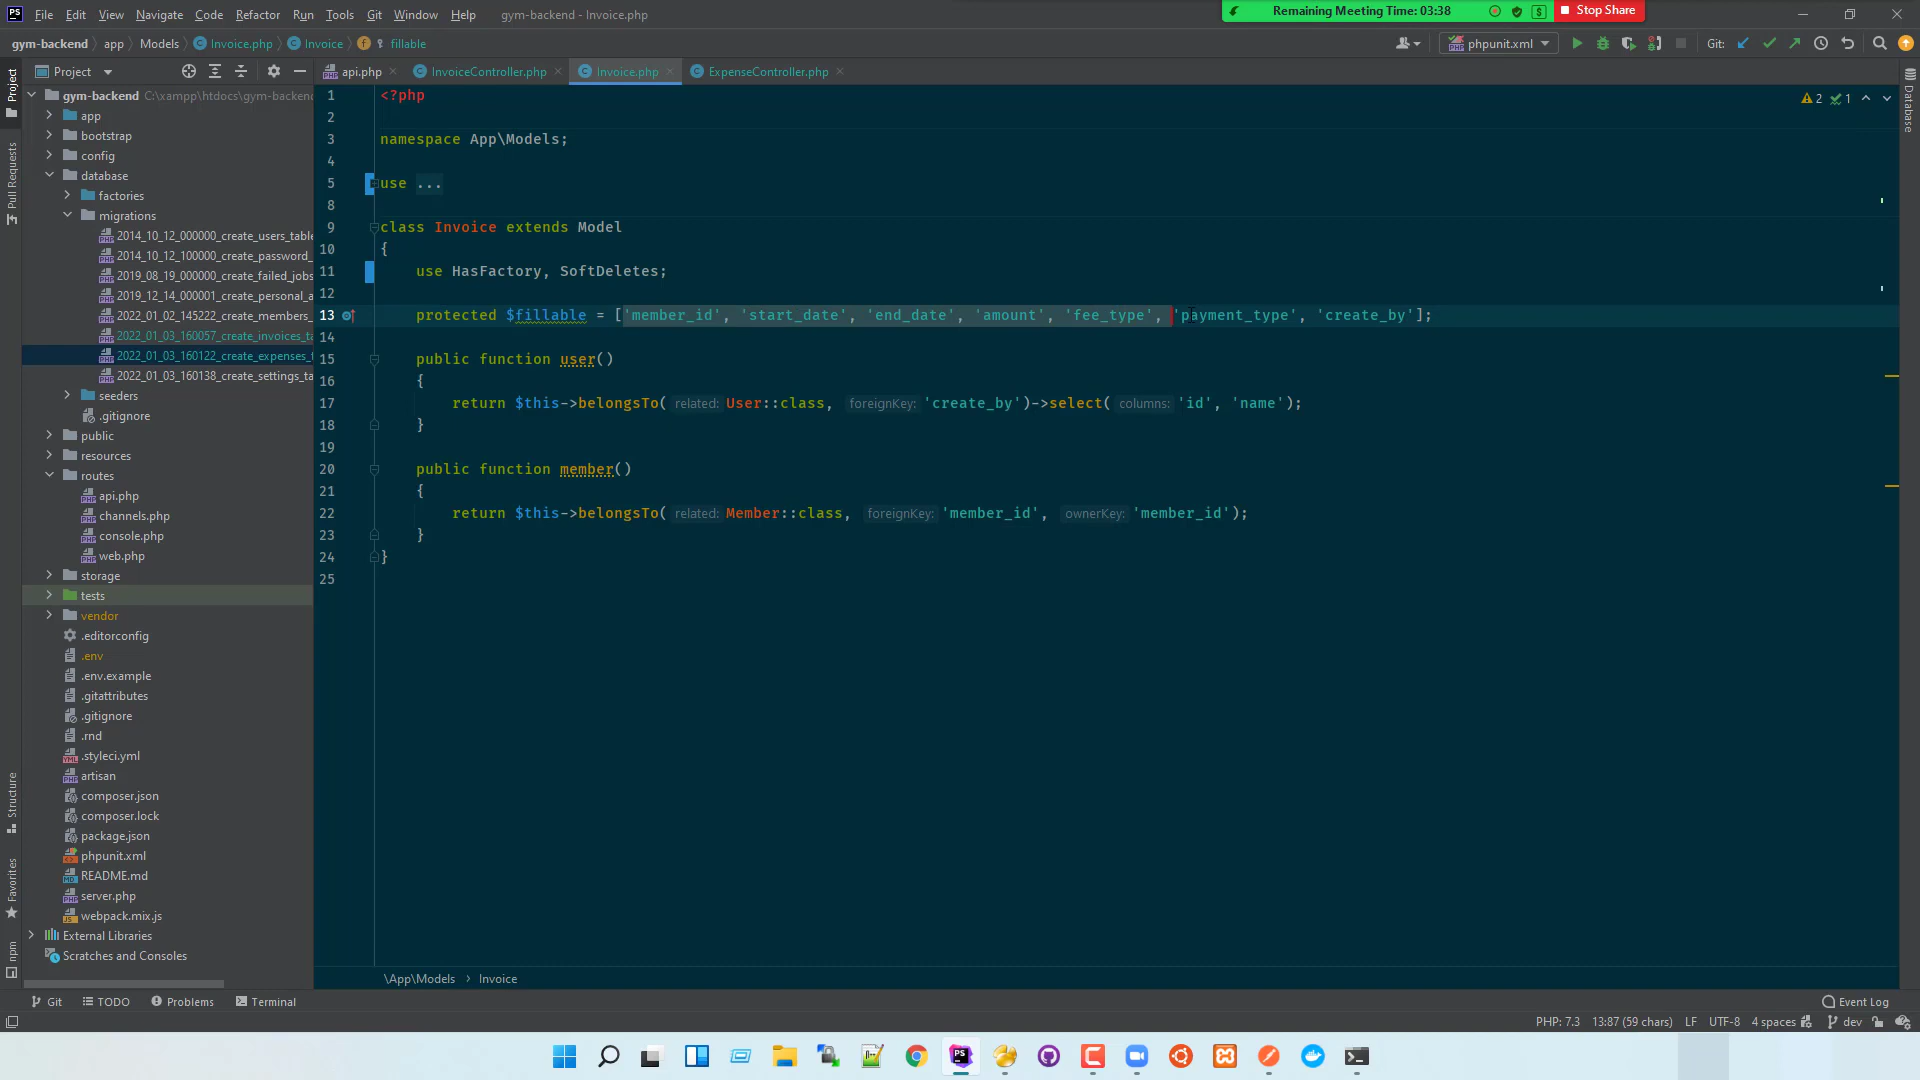 File Edit View Navigate Code Refactor Run Tools Git Window Help gym-backend - Invoice.php
Remaining Meeting Time: 03:38 Stop Share
gym-backend app Models Invoice.php Invoice fillable
phpunit.xml Git:
Project
api.php InvoiceController.php Invoice.php ExpenseController.php
gym-backend C:\xampp\htdocs\gym-backend
app
bootstrap
config
database
factories
migrations
2014_10_12_000000_create_users_table
2014_10_12_100000_create_password_
2019_08_19_000000_create_failed_jobs
2019_12_14_000001_create_personal_a
2022_01_02_145222_create_members_
2022_01_03_160057_create_invoices_ta
2022_01_03_160122_create_expenses_t
2022_01_03_160138_create_settings_ta
seeders
.gitignore
public
resources
routes
api.php
channels.php
console.php
web.php
storage
tests
vendor
.editorconfig
.env
.env.example
.gitattributes
.gitignore
.rnd
.styleci.yml
artisan
composer.json
composer.lock
package.json
phpunit.xml
README.md
server.php
webpack.mix.js
External Libraries
Scratches and Consoles
Project
Pull Requests
Structure
Favorites
npm
Database
2 1
1 <?php
2
3 namespace App\Models;
4
5 use ...
8
9 class Invoice extends Model
10 {
11 use HasFactory, SoftDeletes;
12
13 protected $fillable = ['member_id', 'start_date', 'end_date', 'amount', 'fee_type', 'payment_type', 'create_by'];
14
15 public function user()
16 {
17 return $this->belongsTo( related: User::class, foreignKey: 'create_by')->select( columns: 'id', 'name');
18 }
19
20 public function member()
21 {
22 return $this->belongsTo( related: Member::class, foreignKey: 'member_id', ownerKey: 'member_id');
23 }
24 }
25
\App\Models Invoice
Git TODO Problems Terminal Event Log
PHP: 7.3 13:87 (59 chars) LF UTF-8 4 spaces dev